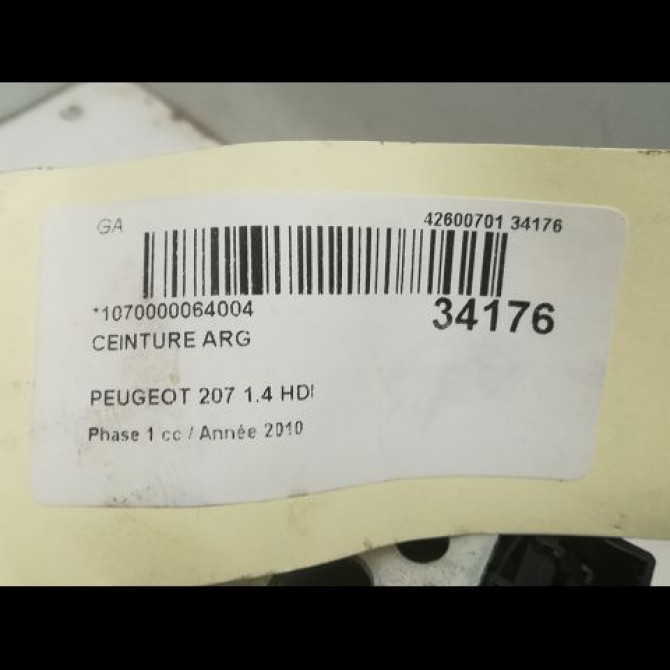 GA 42600701 34176
*1070000064004 34176
CEINTURE ARG
PEUGEOT 207 1.4 HDI
Phase 1 cc / Année 2010